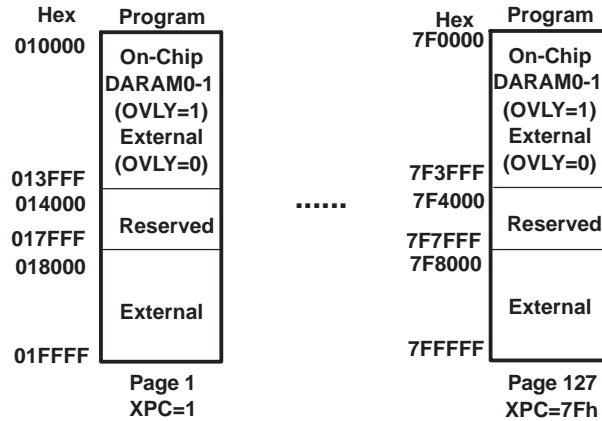 Hex
Program
010000
On-Chip
DARAM0-1
(OVLY=1)
External
(OVLY=0)
013FFF
014000
Reserved
017FFF
018000
External
01FFFF
Page 1
XPC=1
......
Hex
Program
7F0000
On-Chip
DARAM0-1
(OVLY=1)
External
(OVLY=0)
7F3FFF
7F4000
Reserved
7F7FFF
7F8000
External
7FFFFF
Page 127
XPC=7Fh